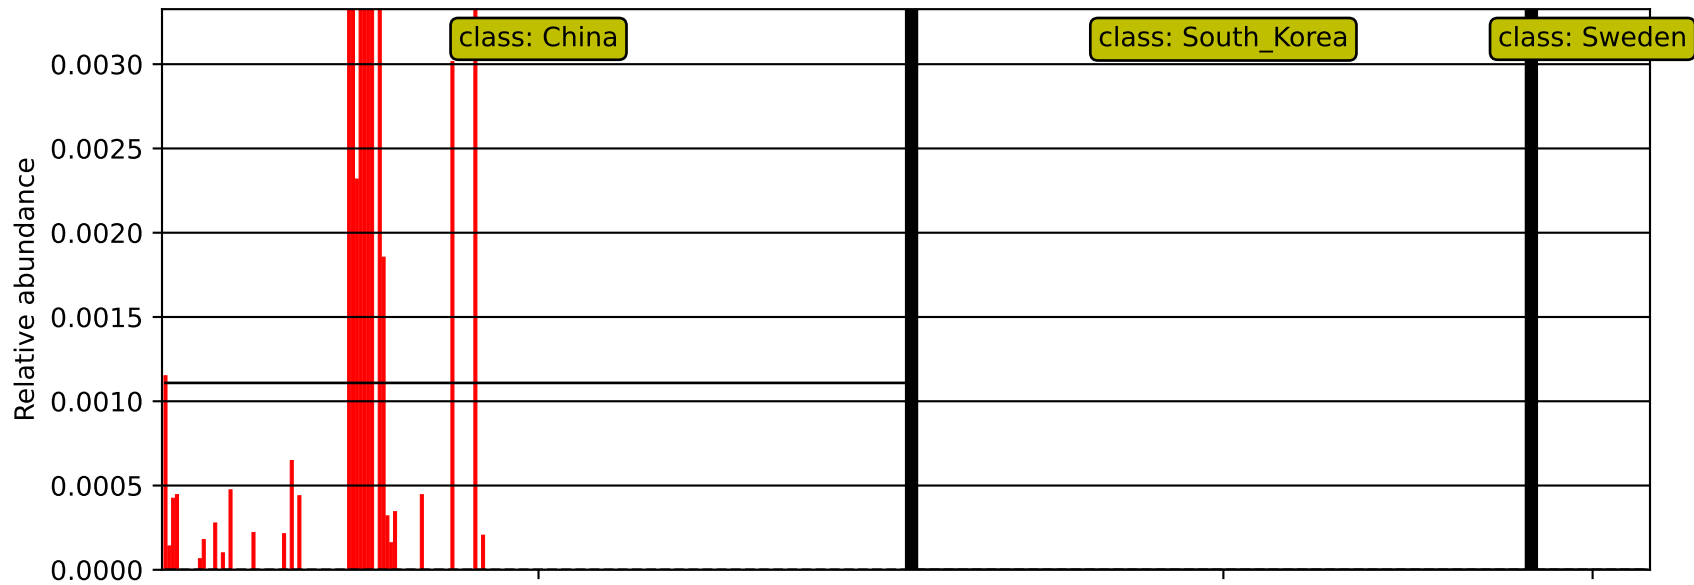 class: China
class: South_Korea
class: Sweden
0.0030
0.0025
0.0020
0.0015
0.0010
0.0005
0.0000
Relative abundance